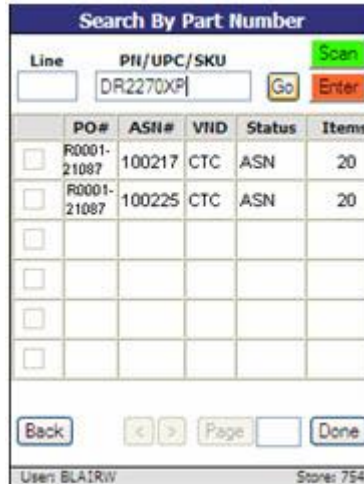 Search By Part Number
Line PN/UPC/SKU Scan
DR2270XP Go Enter
PO# ASN# VND Status Items
R0001-
21087 100217 CTC ASN 20
R0001-
21087 100225 CTC ASN 20
Back < > Page Done
User: BLAIRW Store: 754